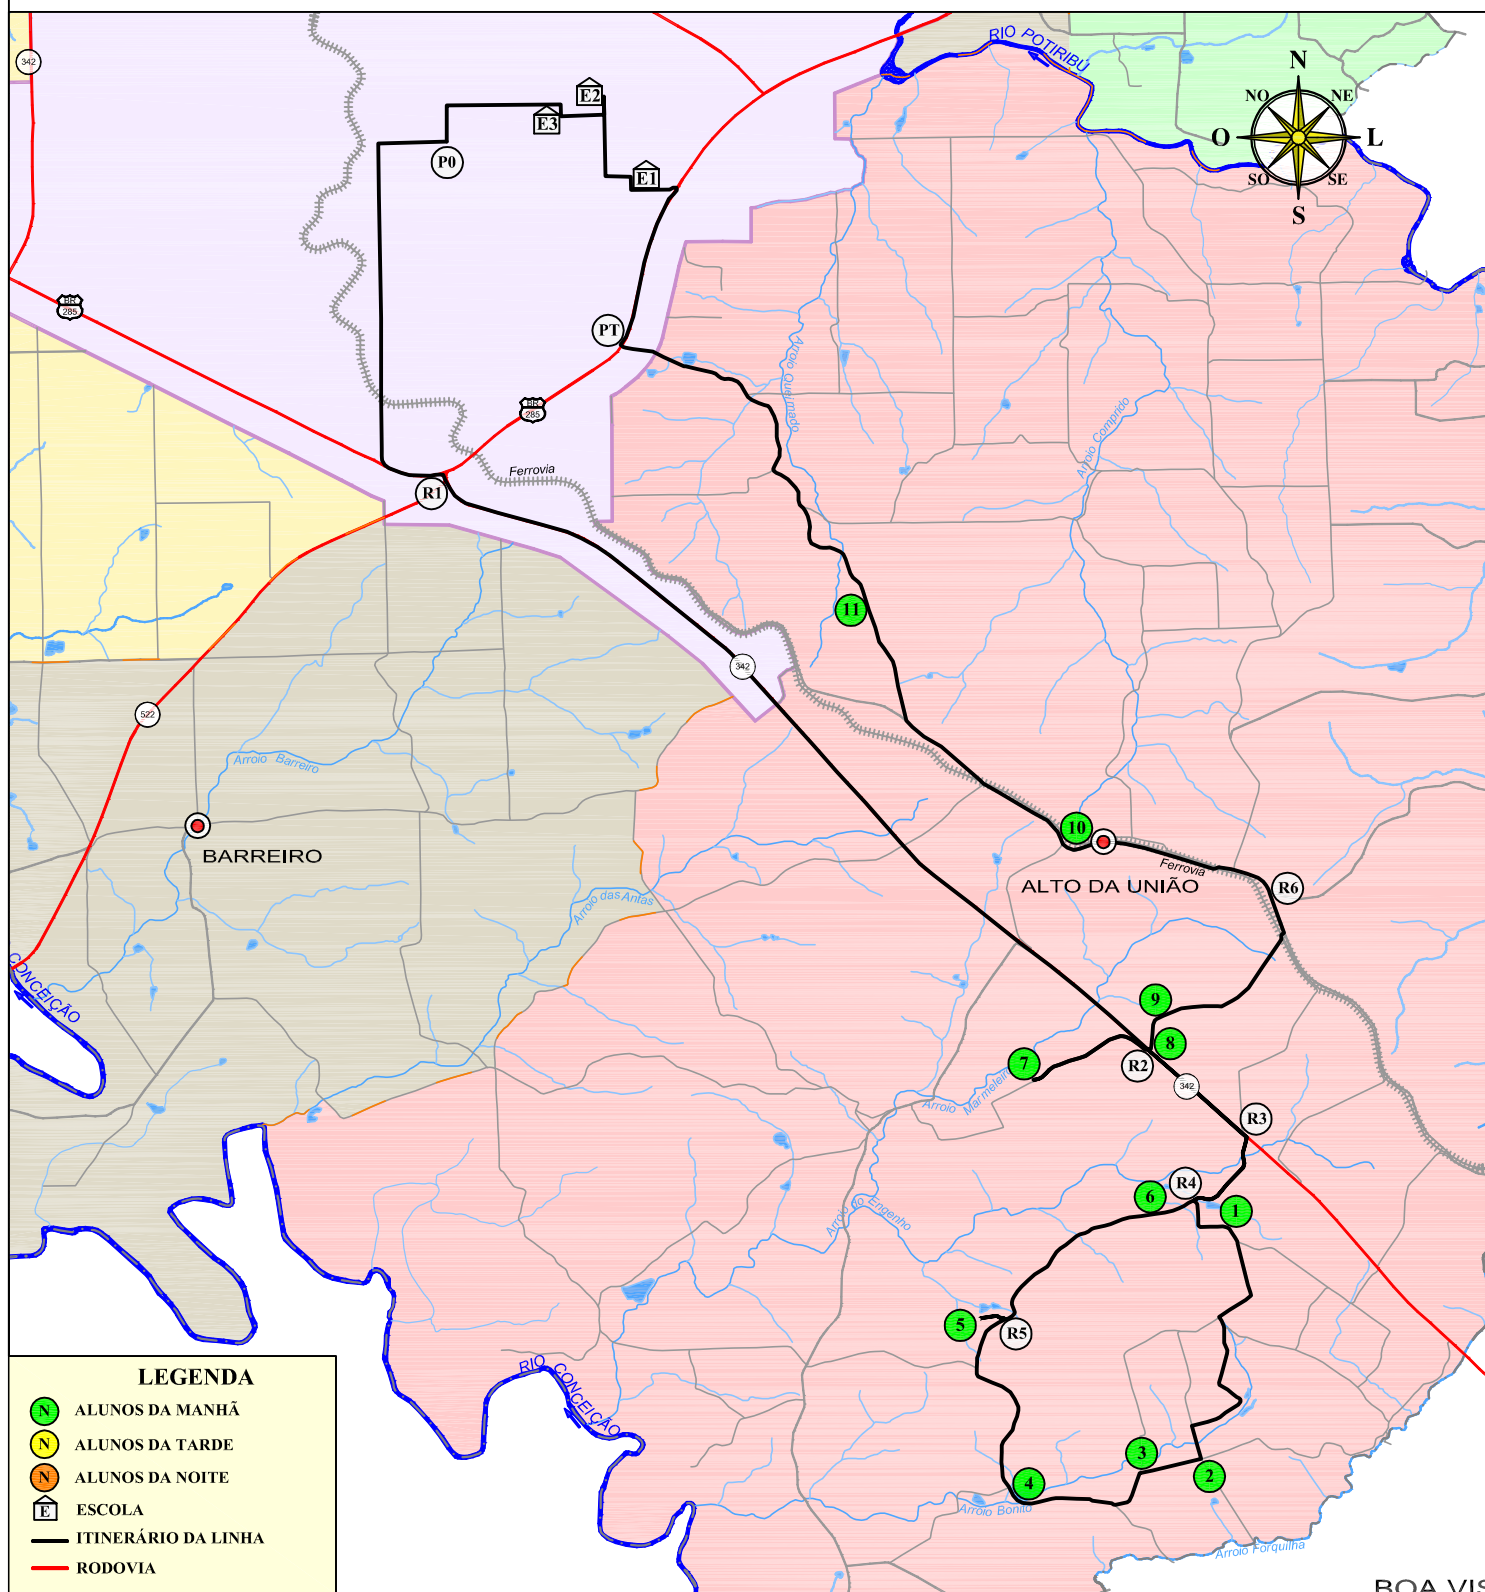 RIO POTIRIBÚ
N
NO
NE
O
L
SO
SE
S
342
E2
E3
P0
E1
BR
285
PT
Arroio Queimado
BR
285
Arroio Comprido
Ferrovia
R1
11
342
522
Arroio Barreiro
BARREIRO
10
Ferrovia
ALTO DA UNIÃO
R6
Arroio das Antas
CONCEIÇÃO
9
8
7
R2
342
Arroio Marmeleiro
R3
R4
6
1
Arroio do Engenho
5
R5
RIO CONCEIÇÃO
3
2
4
Arroio Bonito
Arroio Forquilha
BOA VIS
LEGENDA
N ALUNOS DA MANHÃ
N ALUNOS DA TARDE
N ALUNOS DA NOITE
E ESCOLA
ITINERÁRIO DA LINHA
RODOVIA